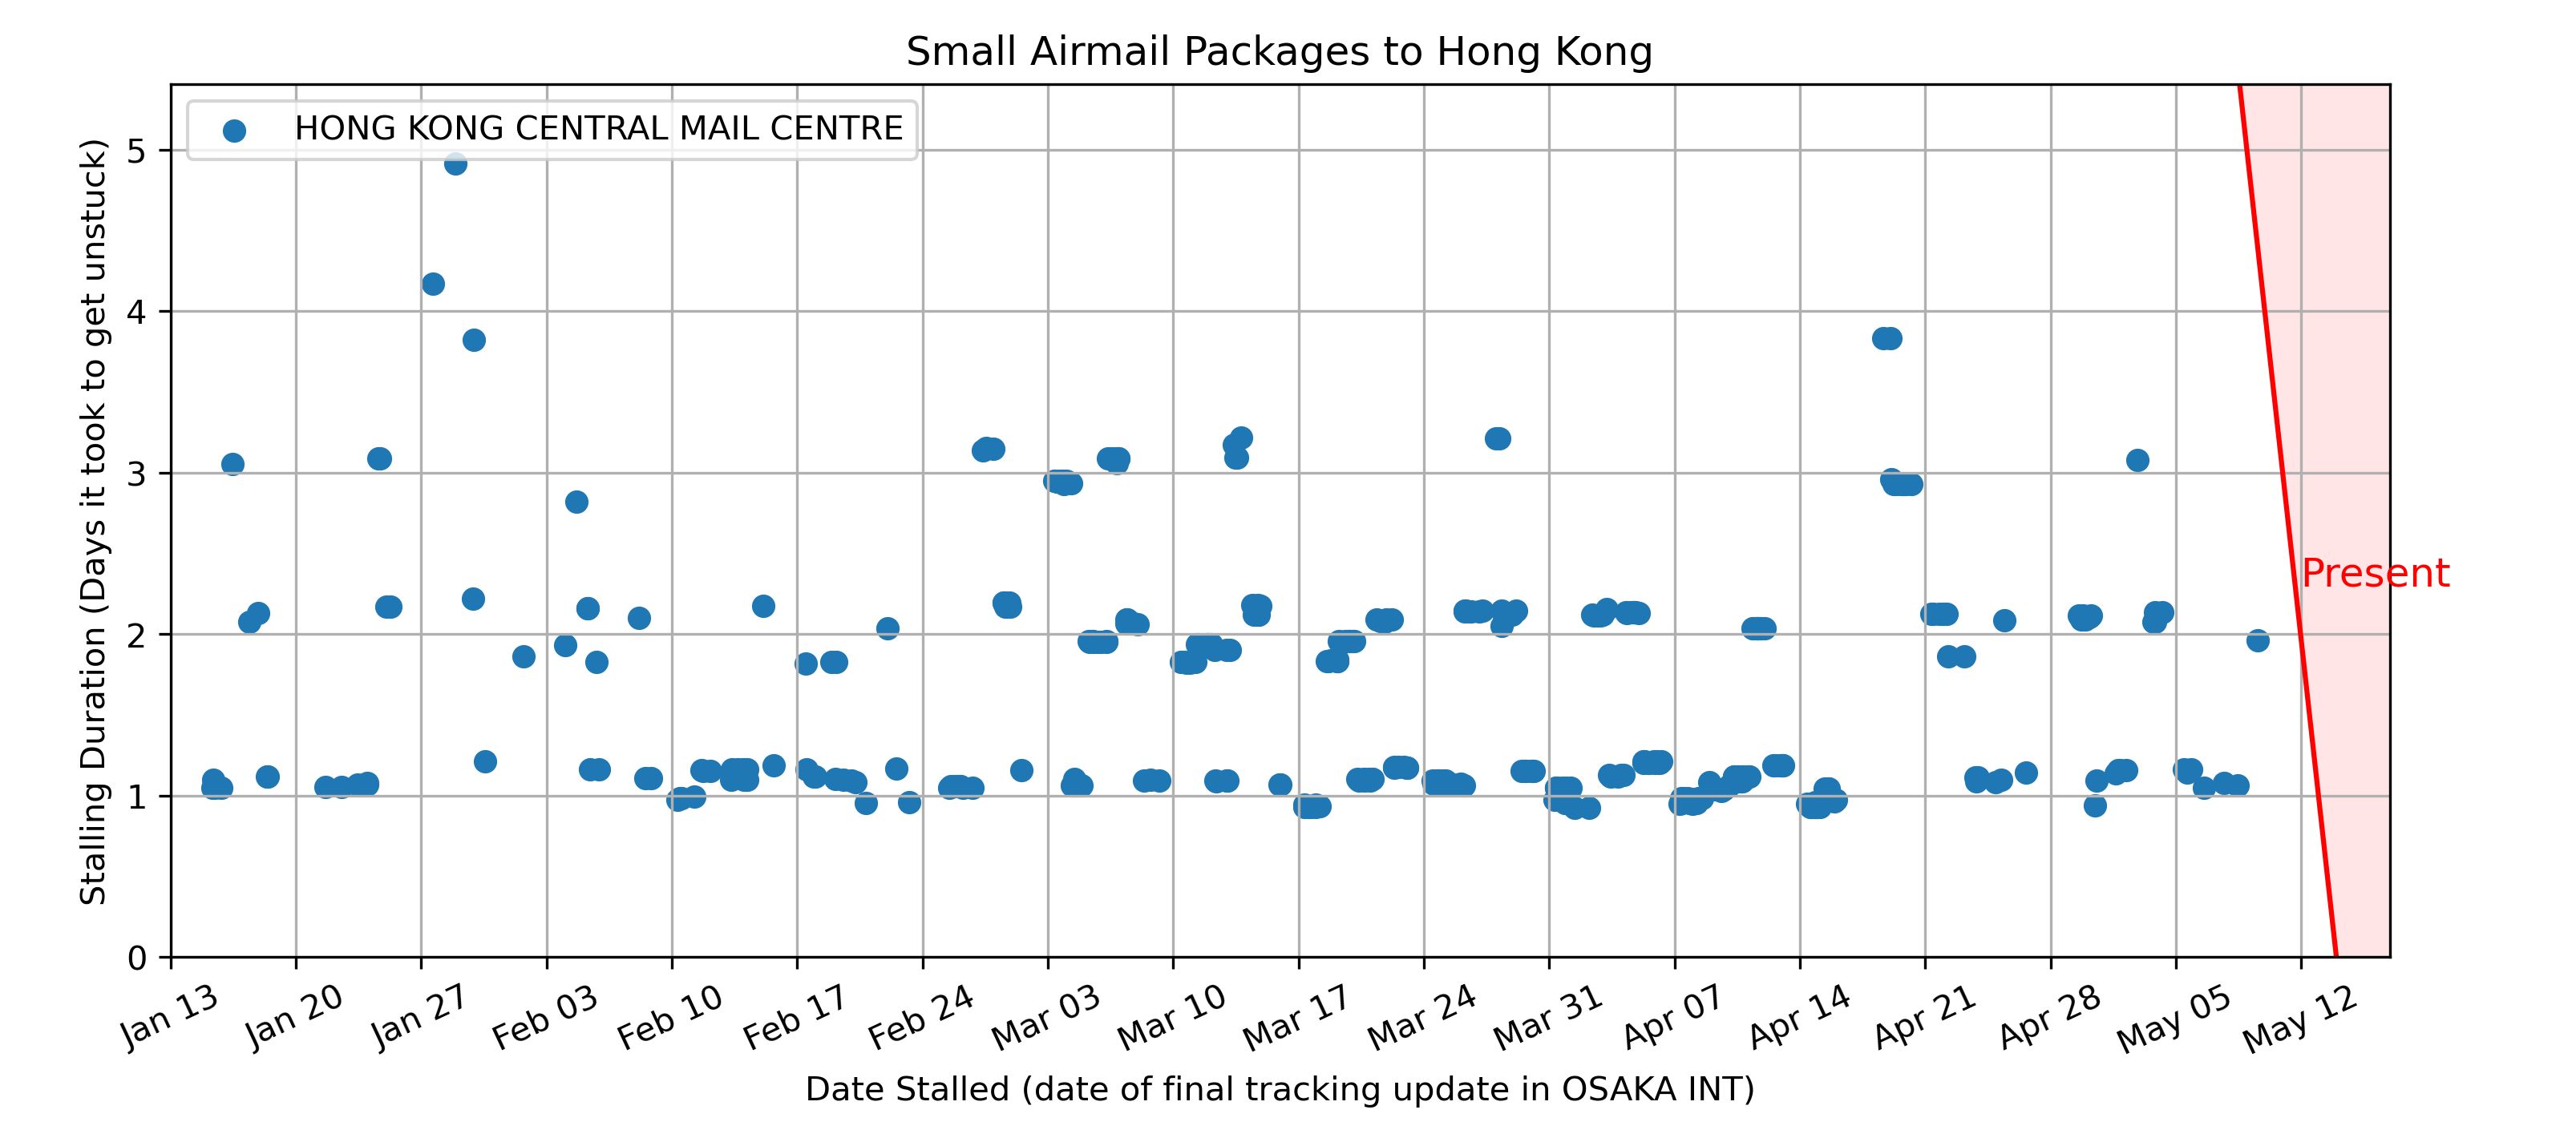 Small Airmail Packages to Hong Kong
HONG KONG CENTRAL MAIL CENTRE
Stalling Duration (Days it took to get unstuck)
5
4
3
2
1
0
Present
Jan 13
Jan 20
Jan 27
Feb 03
Feb 10
Feb 17
Feb 24
Mar 03
Mar 10
Mar 17
Mar 24
Mar 31
Apr 07
Apr 14
Apr 21
Apr 28
May 05
May 12
Date Stalled (date of final tracking update in OSAKA INT)